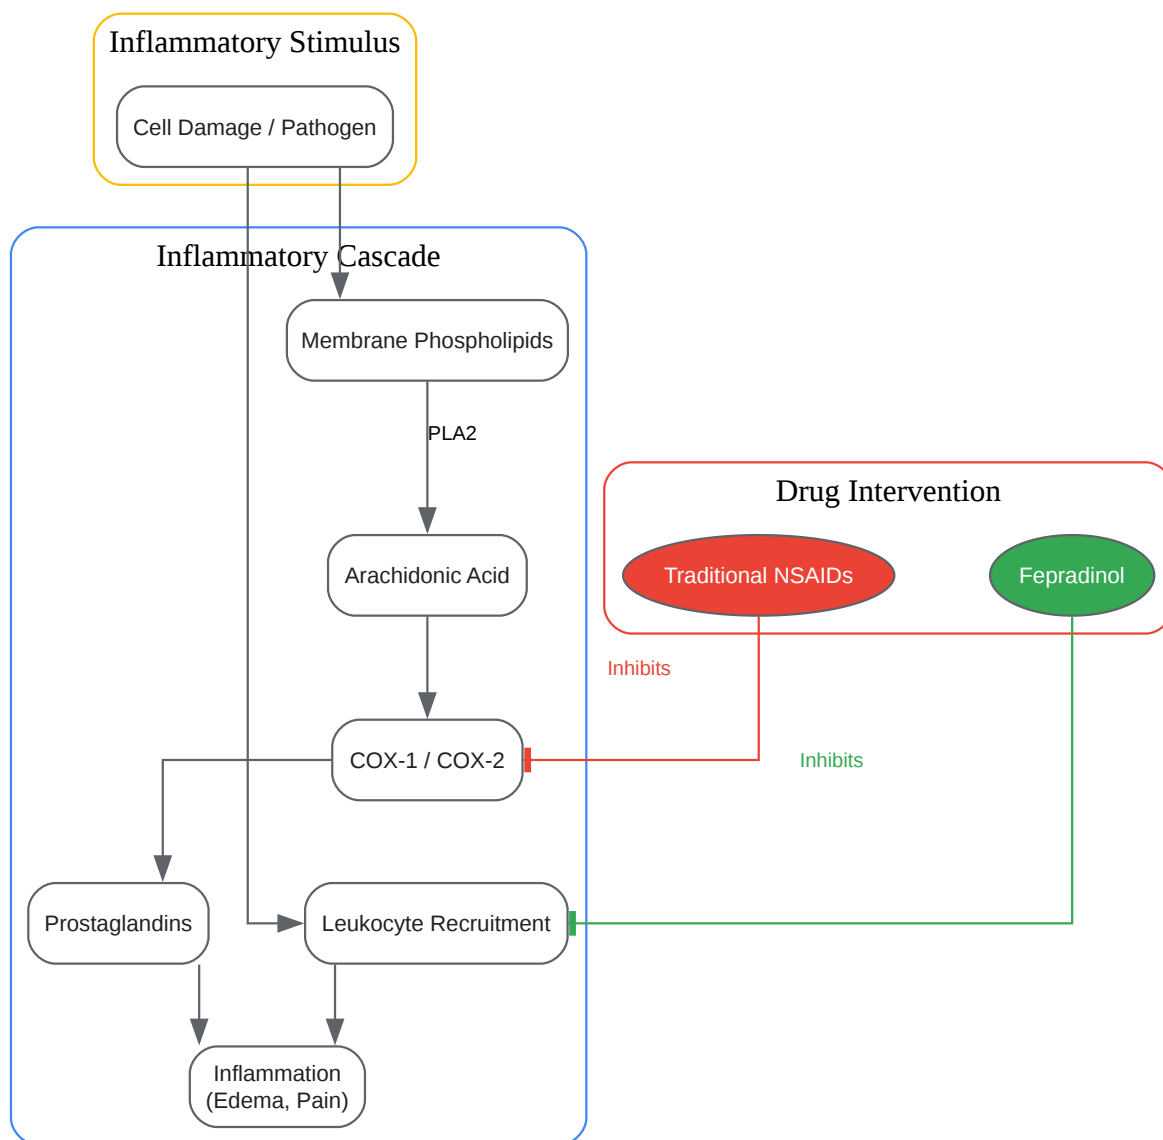 Inflammatory Stimulus
Cell Damage / Pathogen
Inflammatory Cascade
Membrane Phospholipids
PLA2
Drug Intervention
Arachidonic Acid
Traditional NSAIDs
Fepradinol
Inhibits
COX-1 / COX-2
Inhibits
Prostaglandins
Leukocyte Recruitment
Inflammation
(Edema, Pain)